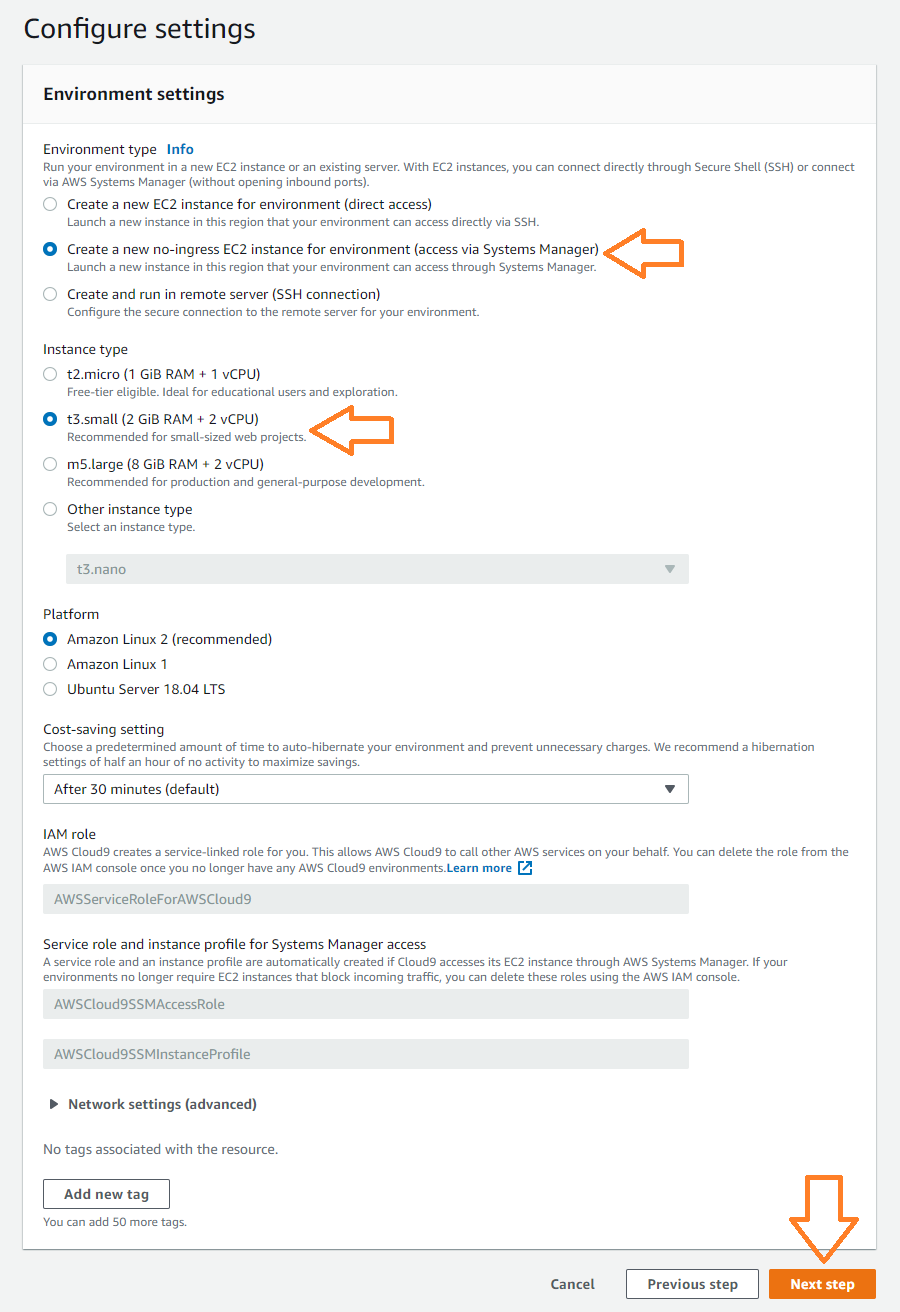 Configure settings
Environment settings
Environment type Info
Run your environment in a new EC2 instance or an existing server. With EC2 instances, you can connect directly through Secure Shell (SSH) or connect
via AWS Systems Manager (without opening inbound ports).
Create a new EC2 instance for environment (direct access)
Launch a new instance in this region that your environment can access directly via SSH.
Create a new no-ingress EC2 instance for environment (access via Systems Manager)
Launch a new instance in this region that your environment can access through Systems Manager.
Create and run in remote server (SSH connection)
Configure the secure connection to the remote server for your environment.
Instance type
t2.micro (1 GiB RAM + 1 vCPU)
Free-tier eligible. Ideal for educational users and exploration.
t3.small (2 GiB RAM + 2 vCPU)
Recommended for small-sized web projects.
m5.large (8 GiB RAM + 2 vCPU)
Recommended for production and general-purpose development.
Other instance type
Select an instance type.
t3.nano
Platform
Amazon Linux 2 (recommended)
Amazon Linux 1
Ubuntu Server 18.04 LTS
Cost-saving setting
Choose a predetermined amount of time to auto-hibernate your environment and prevent unnecessary charges. We recommend a hibernation
settings of half an hour of no activity to maximize savings.
After 30 minutes (default)
IAM role
AWS Cloud9 creates a service-linked role for you. This allows AWS Cloud9 to call other AWS services on your behalf. You can delete the role from the
AWS IAM console once you no longer have any AWS Cloud9 environments.Learn more
AWSServiceRoleForAWSCloud9
Service role and instance profile for Systems Manager access
A service role and an instance profile are automatically created if Cloud9 accesses its EC2 instance through AWS Systems Manager. If your
environments no longer require EC2 instances that block incoming traffic, you can delete these roles using the AWS IAM console.
AWSCloud9SSMAccessRole
AWSCloud9SSMInstanceProfile
Network settings (advanced)
No tags associated with the resource.
Add new tag
You can add 50 more tags.
Cancel Previous step Next step